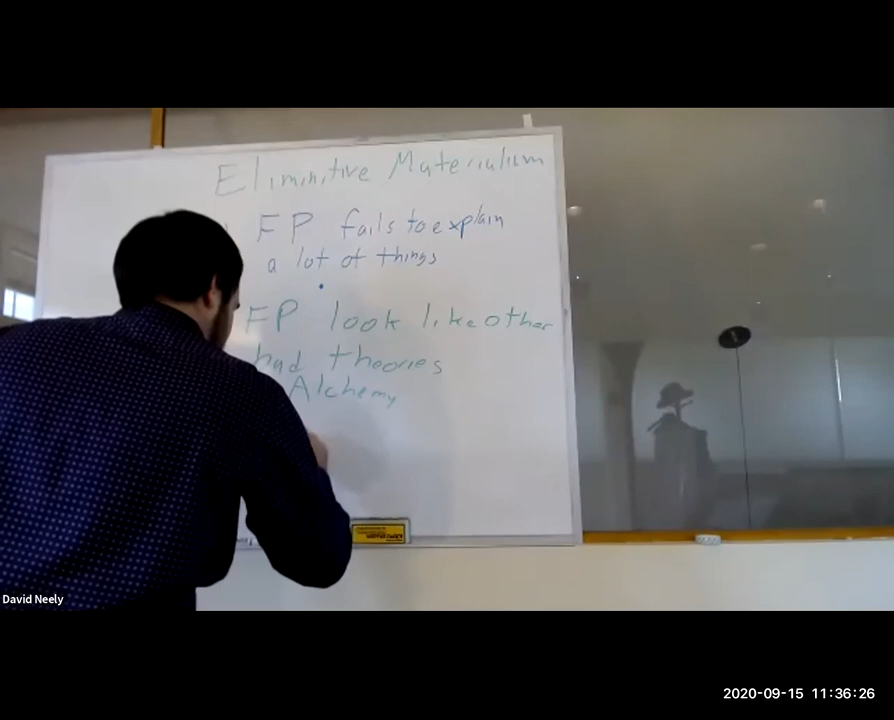 Eliminitive Materialism
FP fails to explain
a lot of things
FP look like other
bad theories
Alchemy
David Neely
2020-09-15 11:36:26